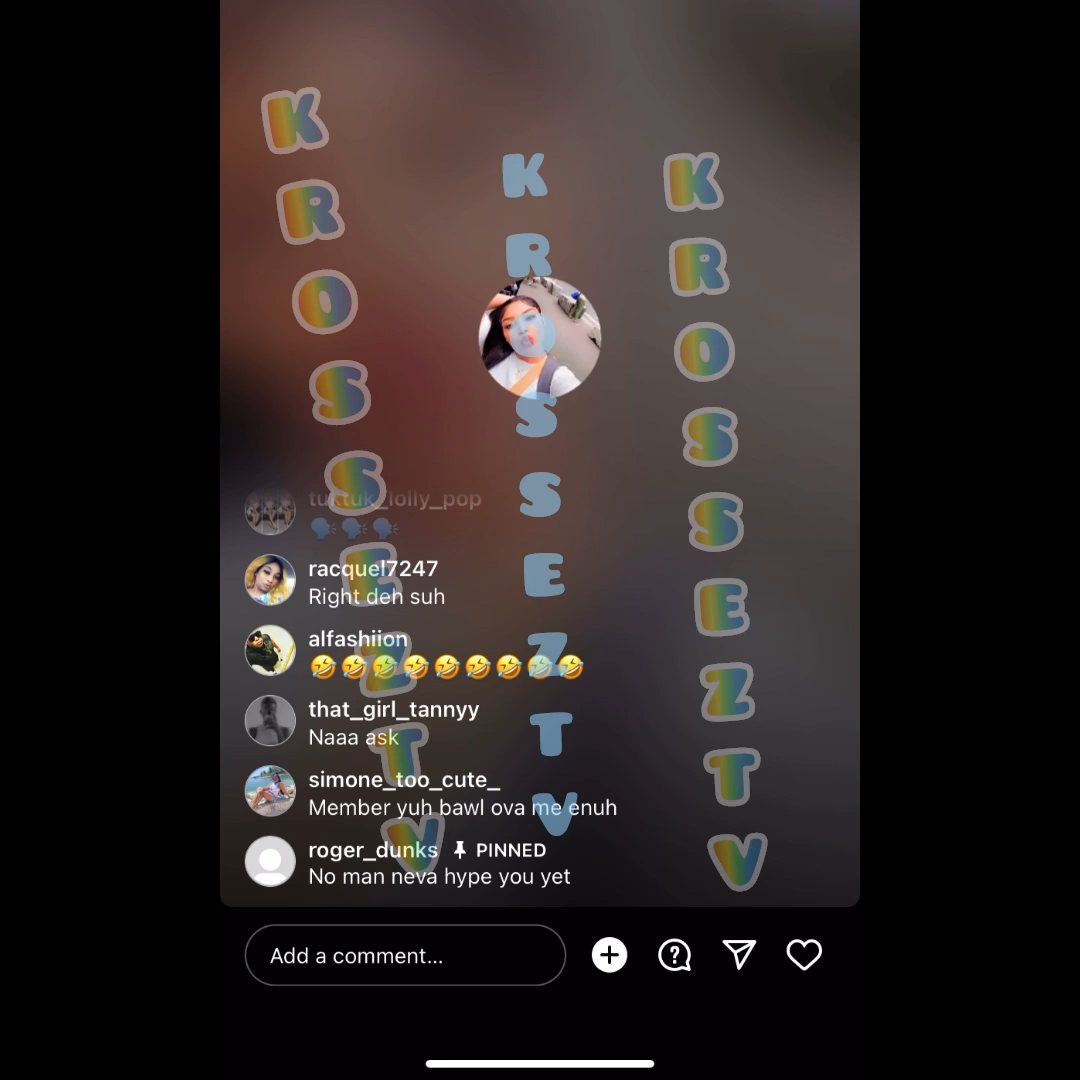 KROSSEZTV
KROSSEZTV
KROSSEZTV
tuktuk_lolly_pop
racquel7247
Right deh suh
alfashiion
that_girl_tannyy
Naaa ask
simone_too_cute_
Member yuh bawl ova me enuh
roger_dunks PINNED
No man neva hype you yet
Add a comment...